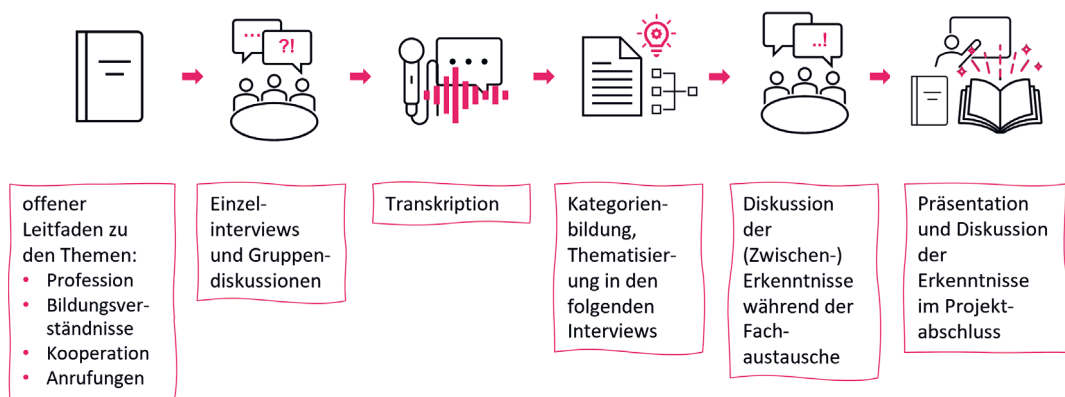 ...
?!
..!
offener
Leitfaden zu
den Themen:
• Profession
• Bildungsver-
ständnisse
• Kooperation
• Anrufungen
Einzel-
interviews
und Gruppen-
diskussionen
Transkription
Kategorien-
bildung,
Thematisier-
ung in den
folgenden
Interviews
Diskussion
der
(Zwischen-)
Erkenntnisse
während der
Fach-
austausche
Präsentation
und Diskussion
der
Erkenntnisse
im Projekt-
abschluss